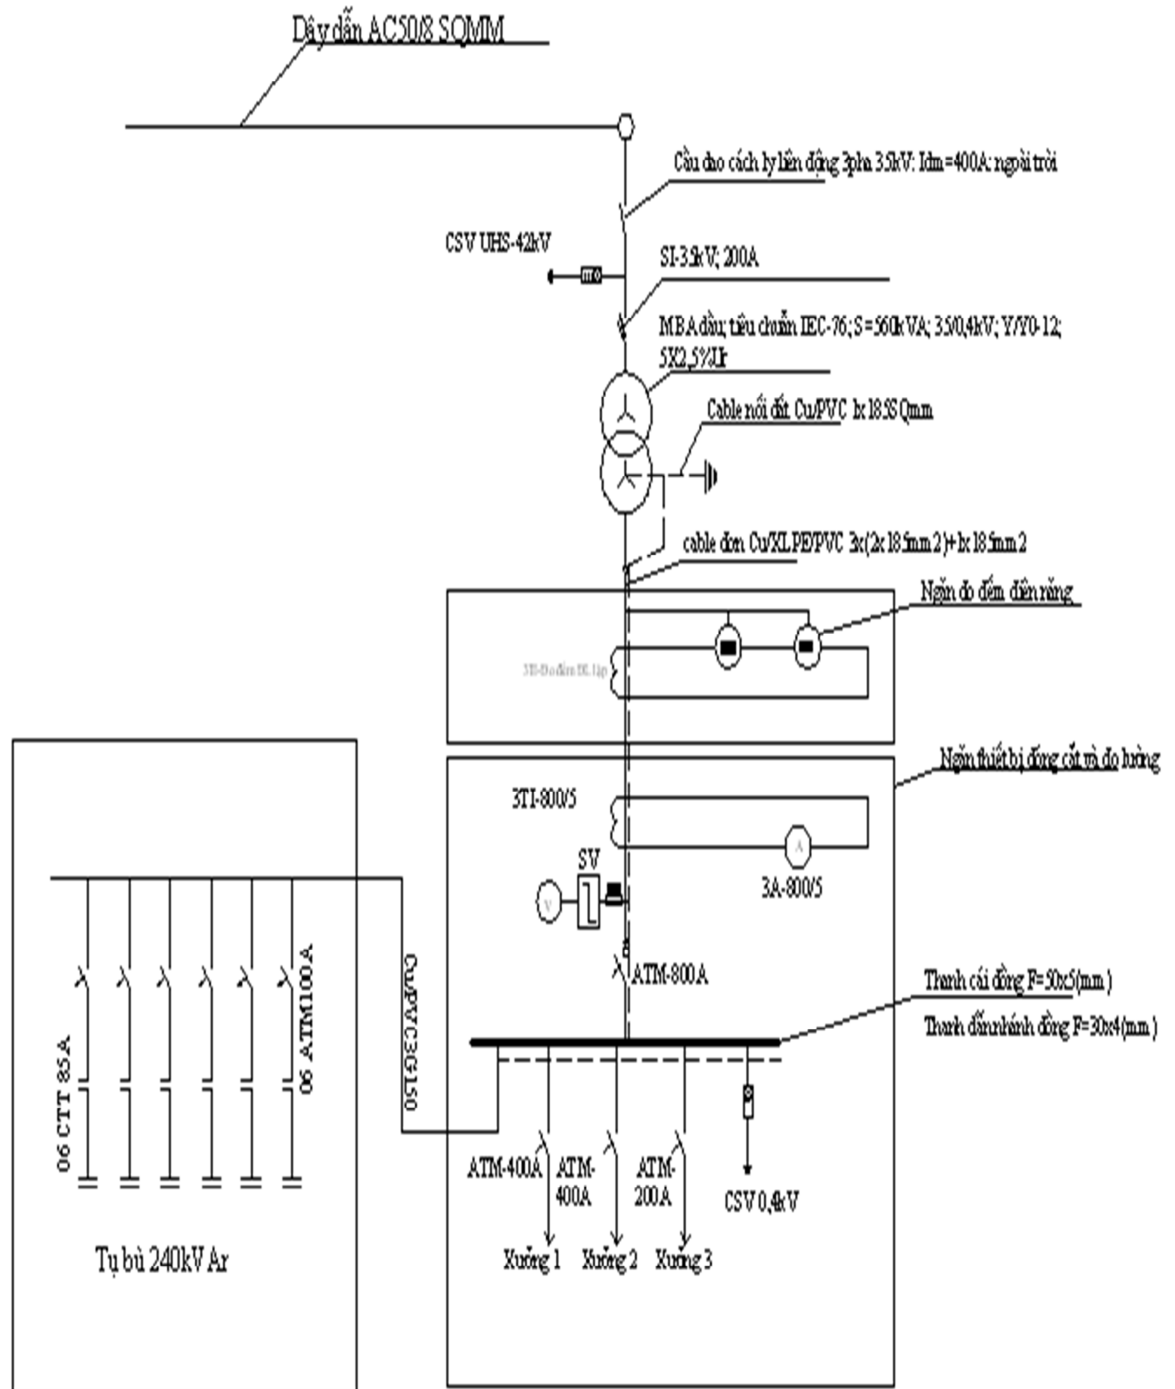 Dây dẫn AC50/8 SQMM
Cầu dao cách ly liên động 3pha 35kV: Idm=400A: ngoài trời
CSV UHS-42kV
SI-35kV; 200A
MBA dầu; tiêu chuẩn IEC-76; S=560kVA; 35/0,4kV; Y/Y0-12;
5X2,5%Ur
Cable nối đất Cu/PVC 1x185SQmm
cable đơn Cu/XLPE/PVC 3x(2x185mm2)+1x185mm2
Ngăn đo đếm điện năng
Ngăn thiết bị đóng cắt và đo lường
3TI-800/5
A
3A-800/5
SV
V
ATM-800A
Thanh cái đồng F=50x5(mm)
Thanh dẫn nhánh đồng F=30x4(mm)
Cu/PVC3G150
06 ATM100A
06 CTT 85A
ATM-400A
ATM-
400A
ATM-
200A
CSV 0,4kV
Xưởng 1
Xưởng 2
Xưởng 3
Tụ bù 240kVAr